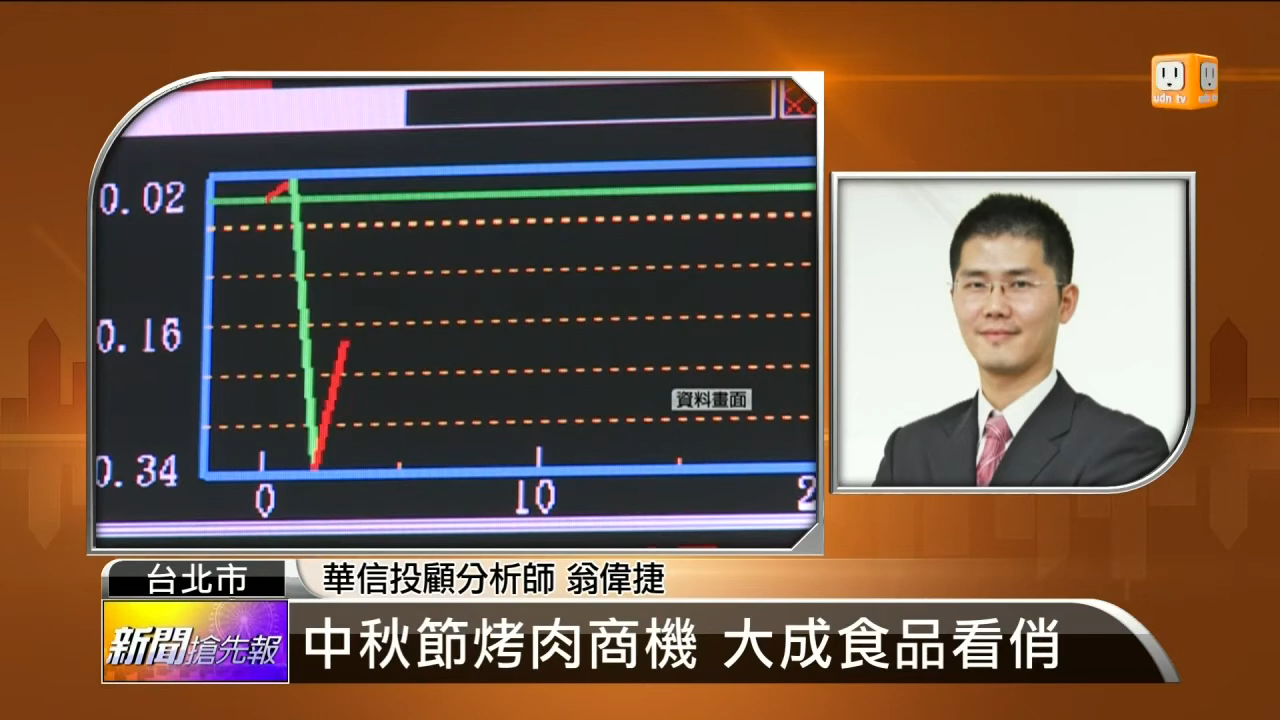 udn tv
0.02
0.16
0.34
0
10
2
資料畫面
台北市
華信投顧分析師 翁偉捷
新聞搶先報
中秋節烤肉商機 大成食品看俏